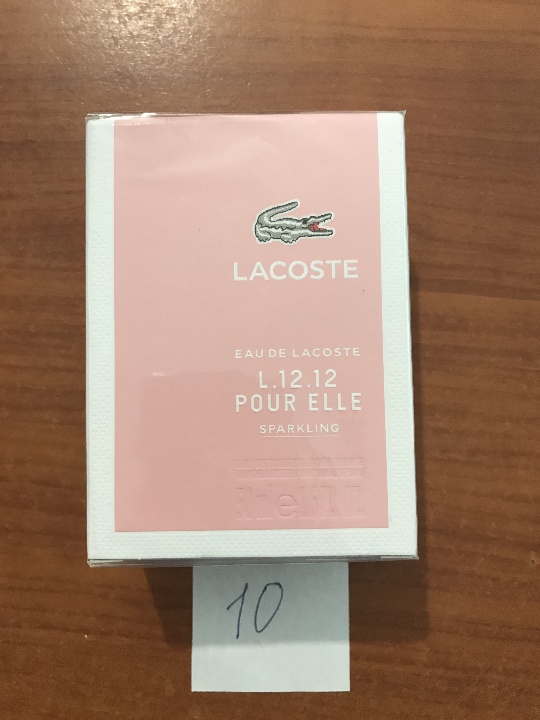 LACOSTE
EAU DE LACOSTE
L.12.12
POUR ELLE
SPARKLING
10